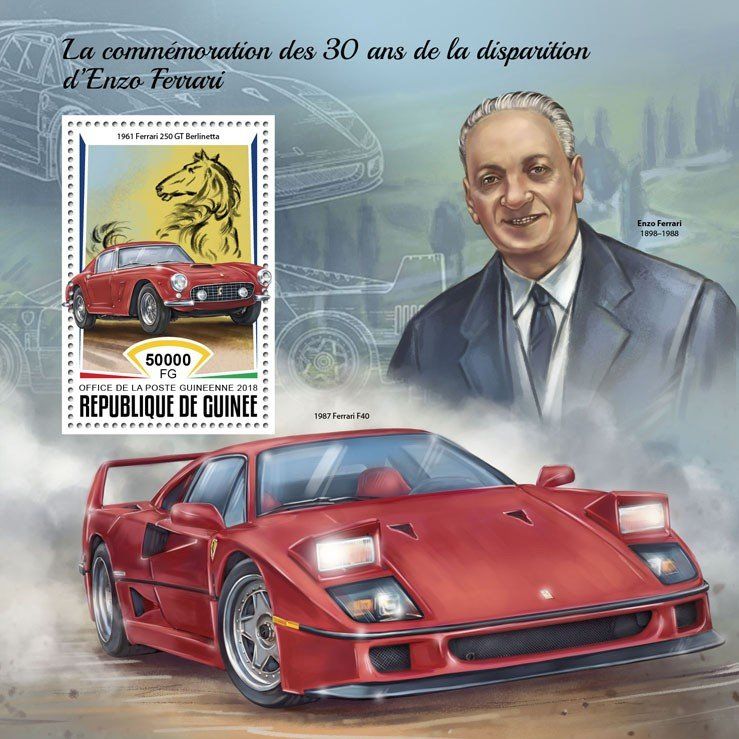 La commémoration des 30 ans de la disparition
d'Enzo Ferrari
1961 Ferrari 250 GT Berlinetta
50000
FG
OFFICE DE LA POSTE GUINEENNE 2018
REPUBLIQUE DE GUINEE
Enzo Ferrari
1898–1988
1987 Ferrari F40